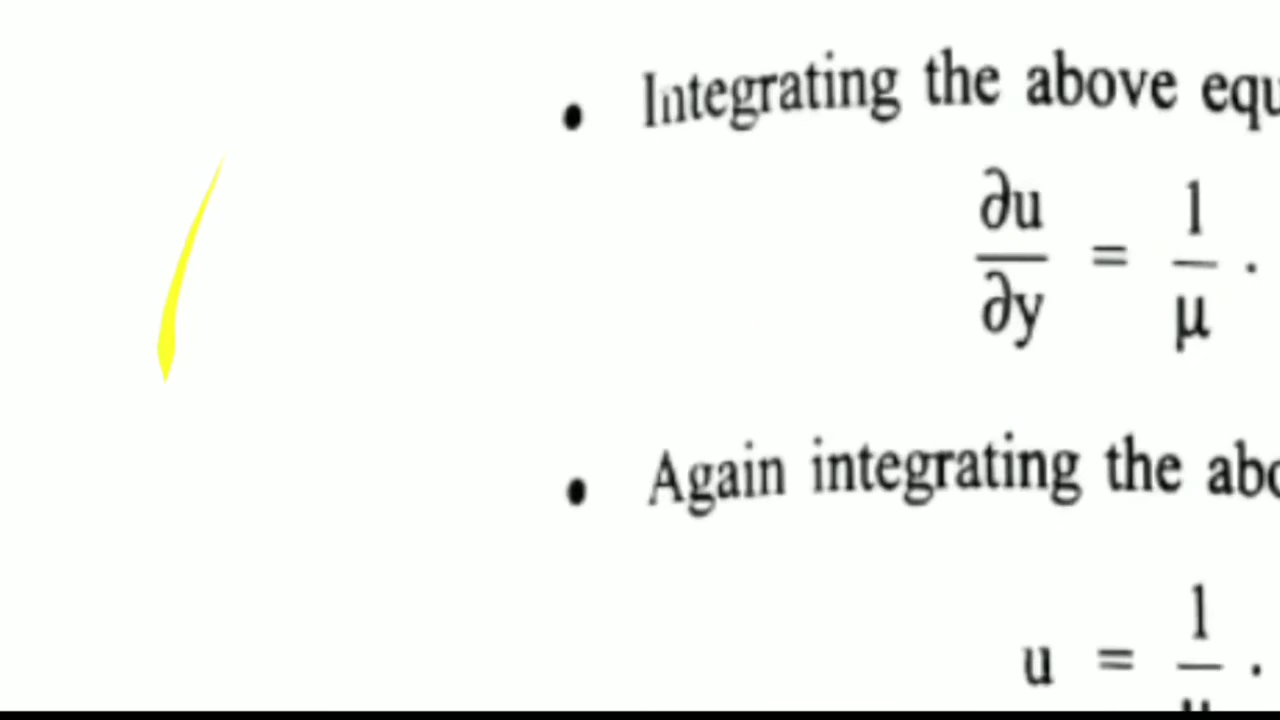 • Integrating the above equ
∂u/∂y = 1/μ ·
• Again integrating the abo
u = 1/μ ·